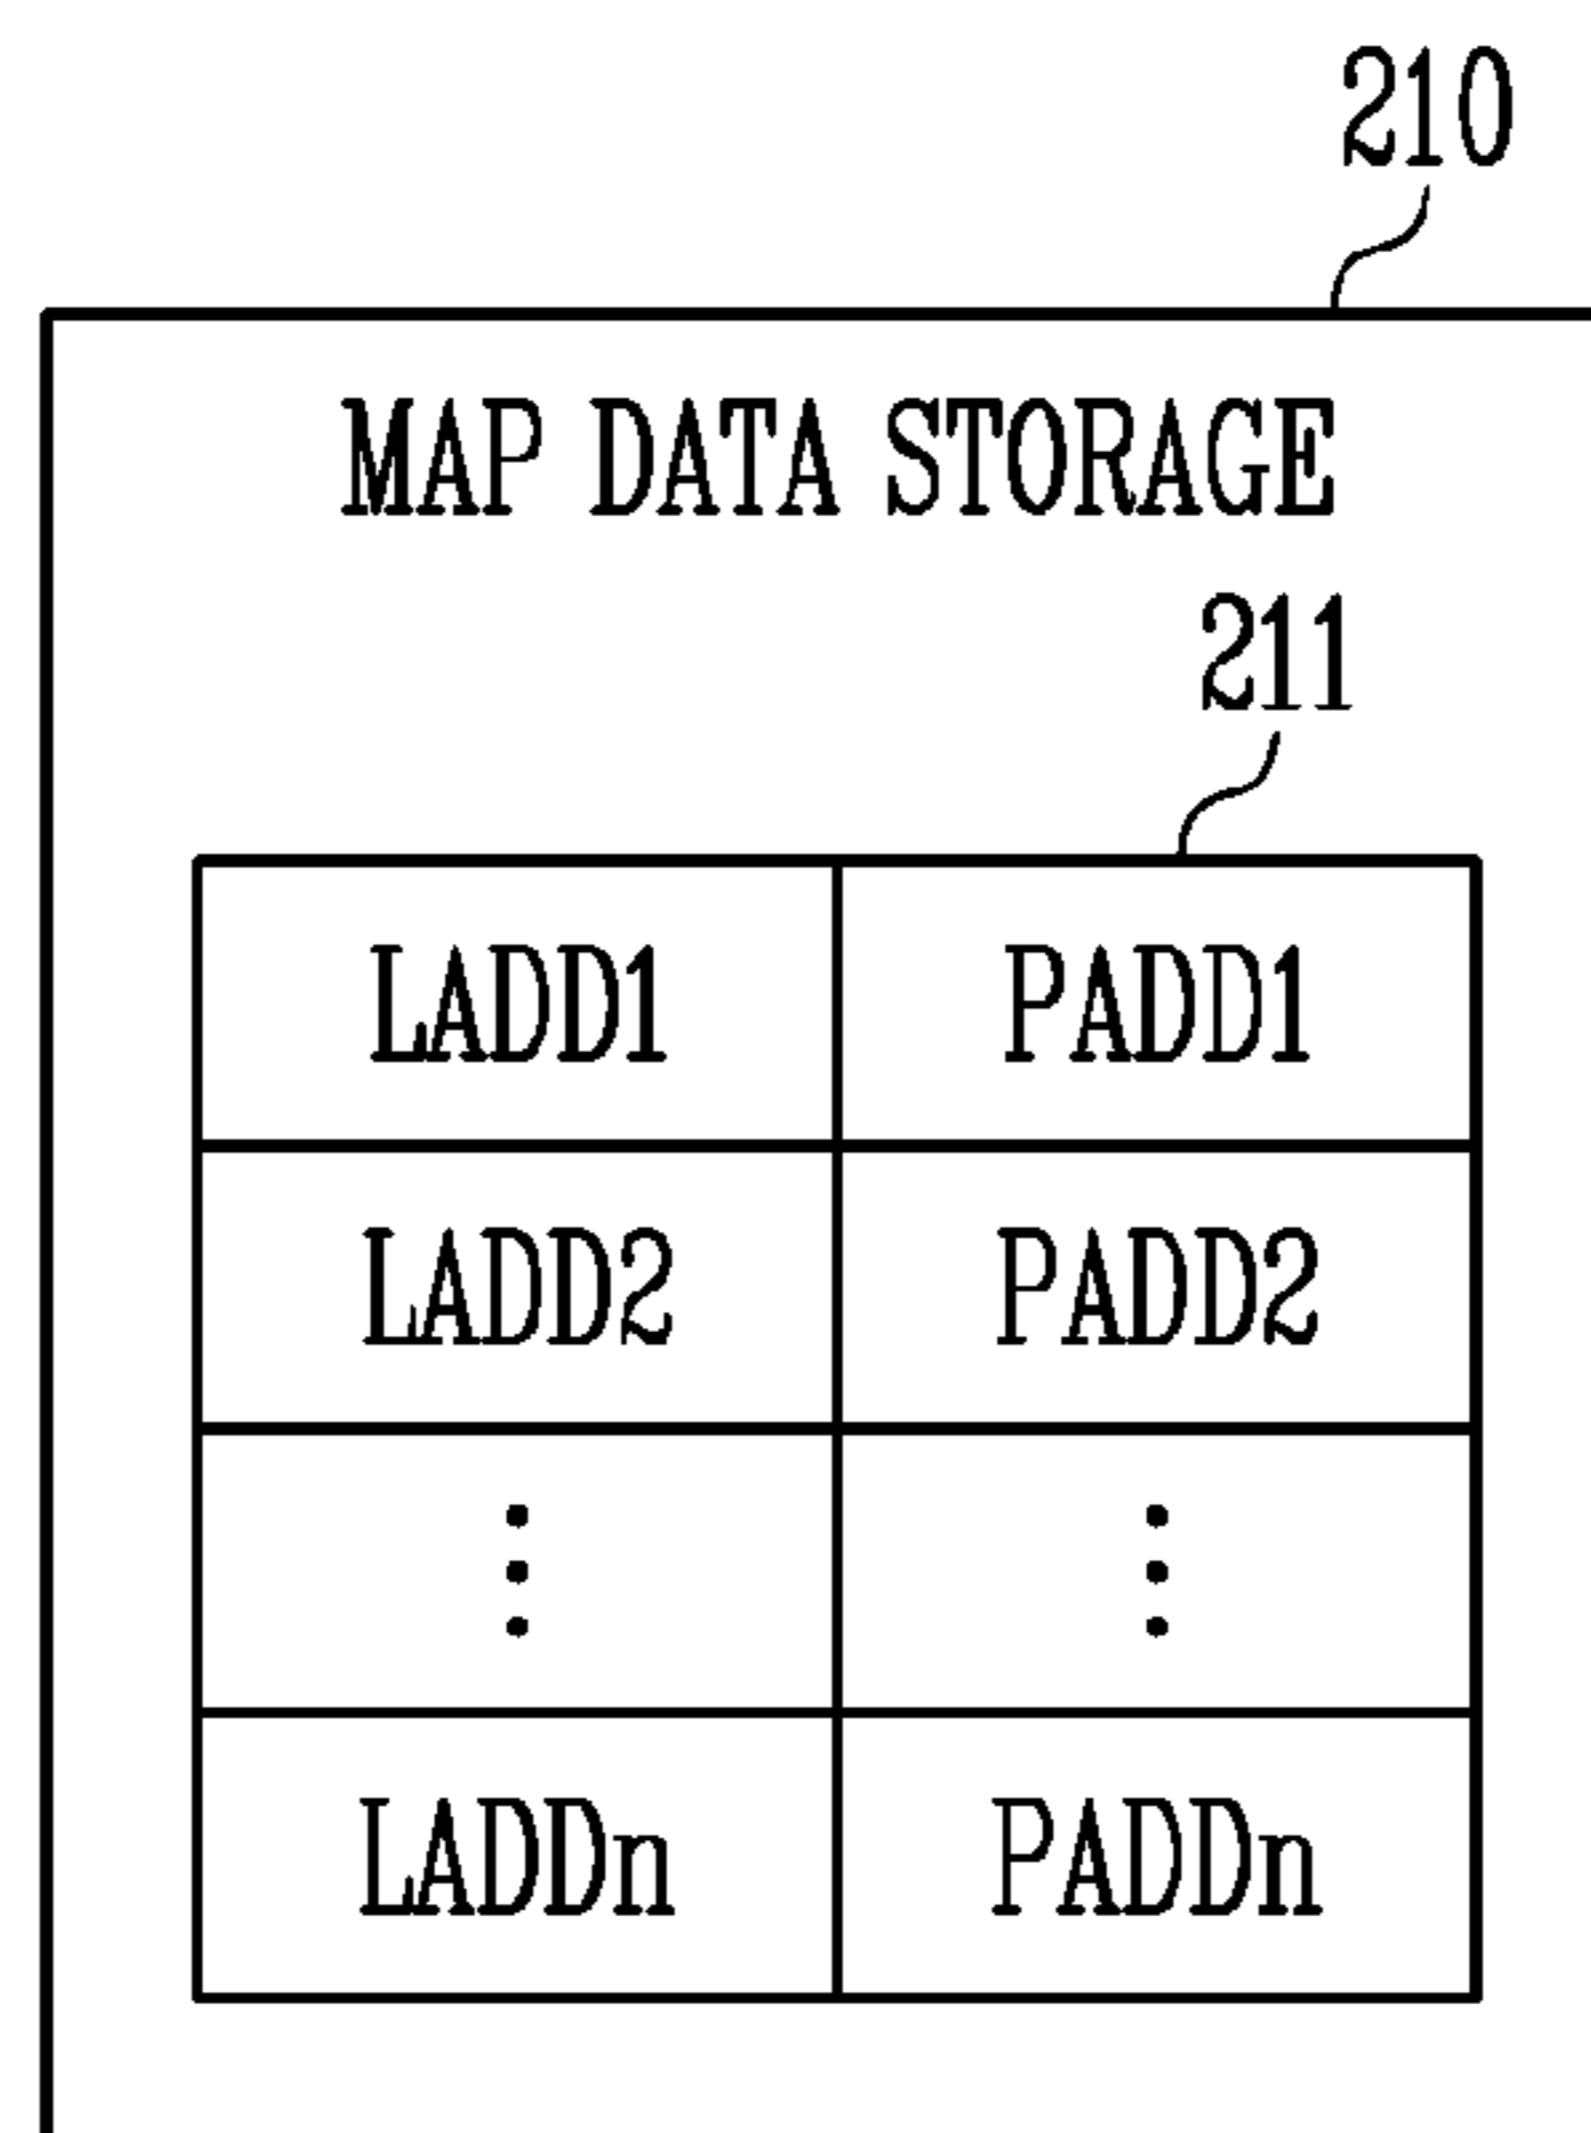 210
MAP DATA STORAGE
211
LADD1 PADD1
LADD2 PADD2
LADDn PADDn